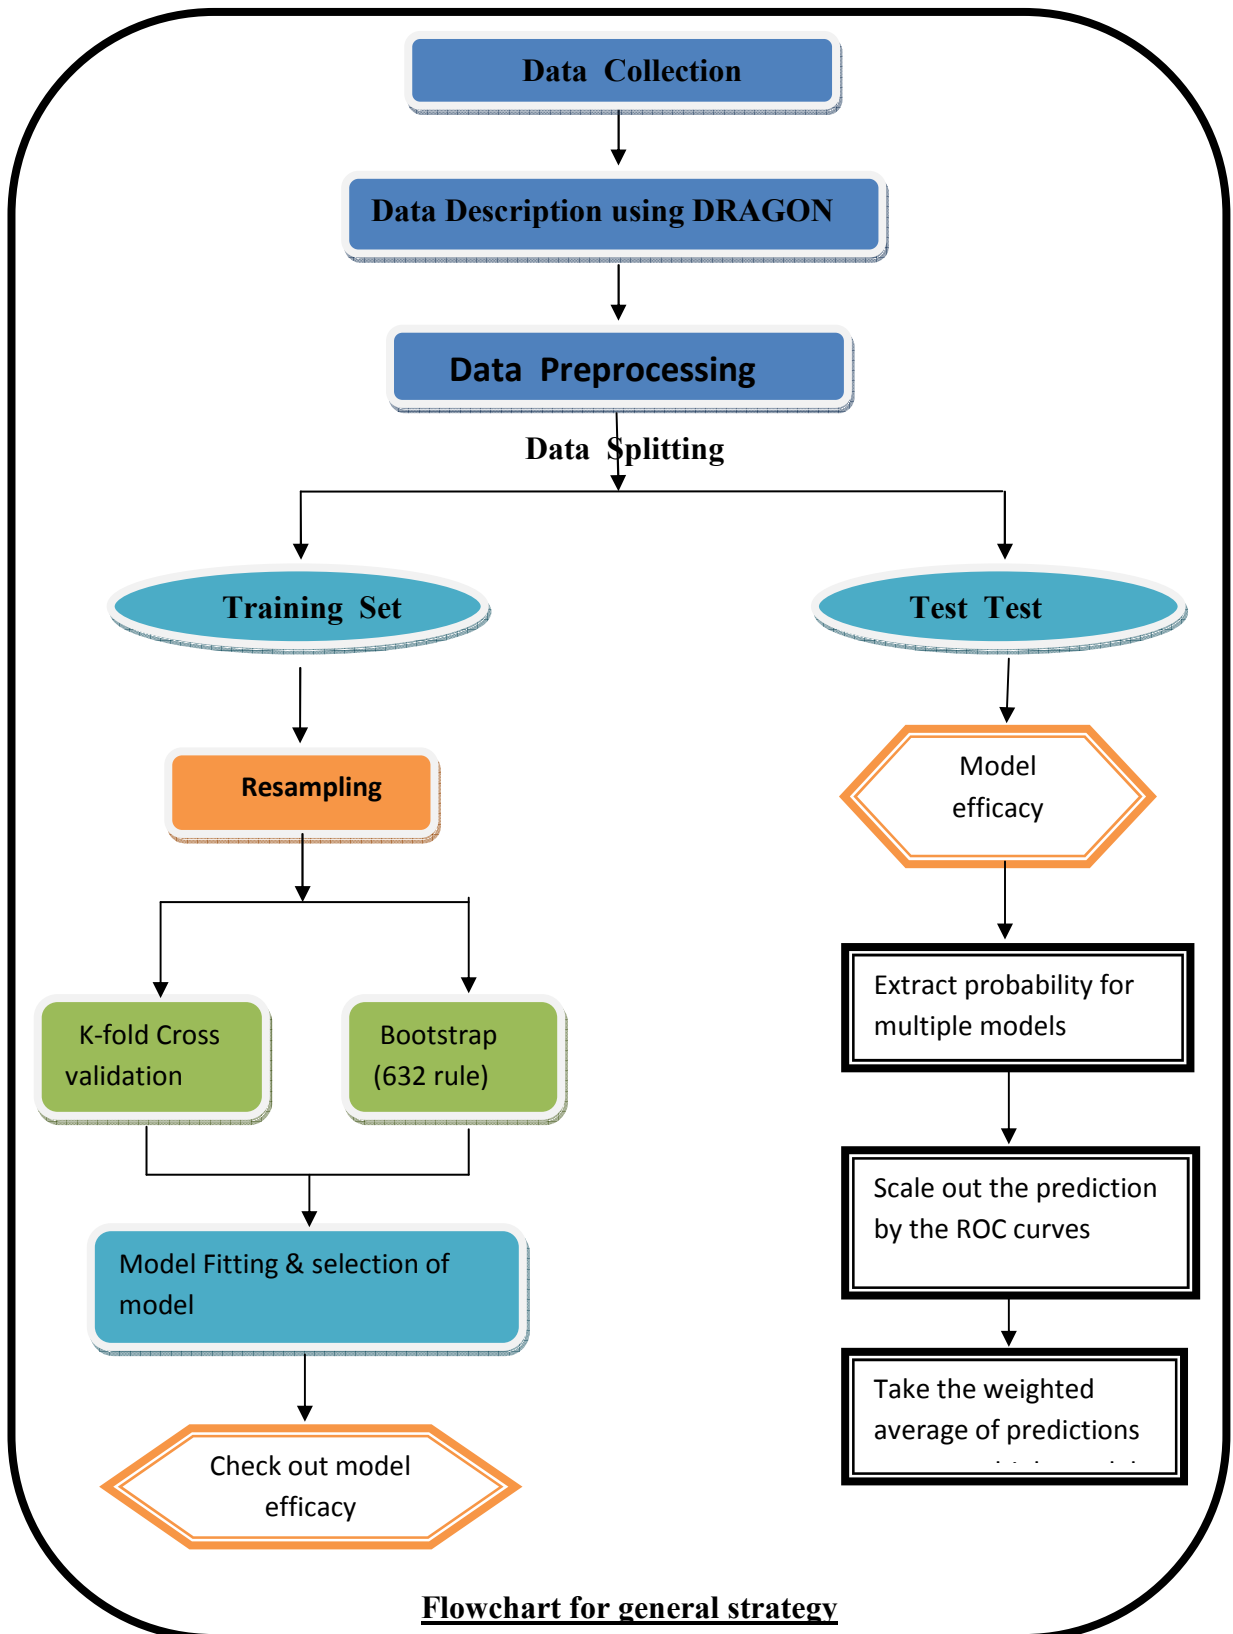 Data Collection
Data Description using DRAGON
Data Preprocessing
Data Splitting
Training Set
Test Test
Resampling
Model
efficacy
K-fold Cross
validation
Bootstrap
(632 rule)
Extract probability for
multiple models
Scale out the prediction
by the ROC curves
Model Fitting & selection of
model
Take the weighted
average of predictions
Check out model
efficacy
Flowchart for general strategy